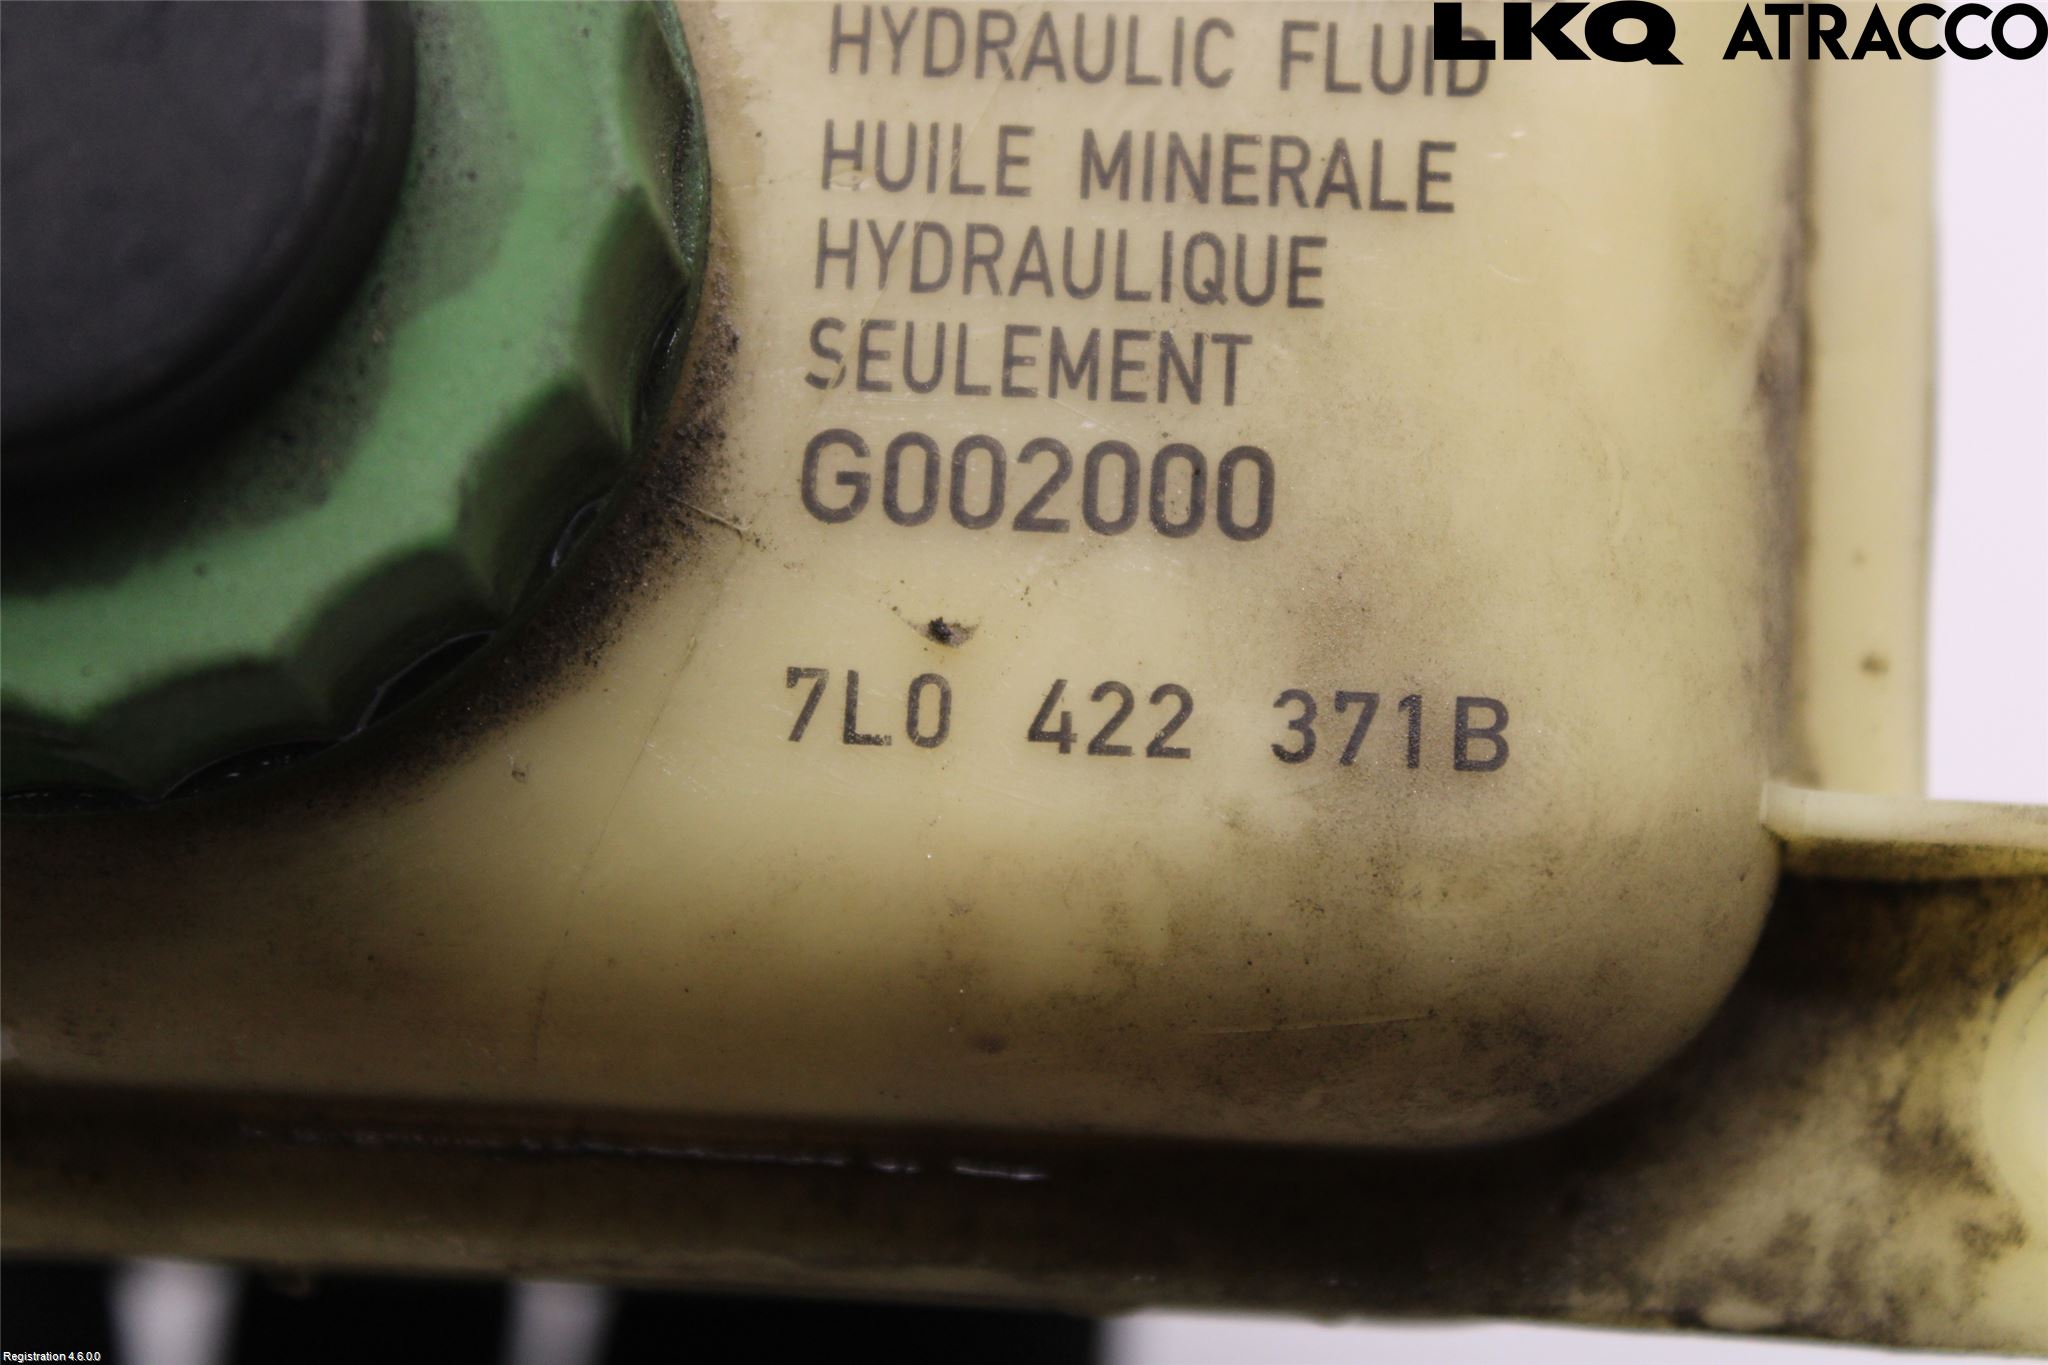 LKQ ATRACCO
HYDRAULIC FLUID
HUILE MINERALE
HYDRAULIQUE
SEULEMENT
G002000
7L0 422 371B
Registration 4.6.0.0